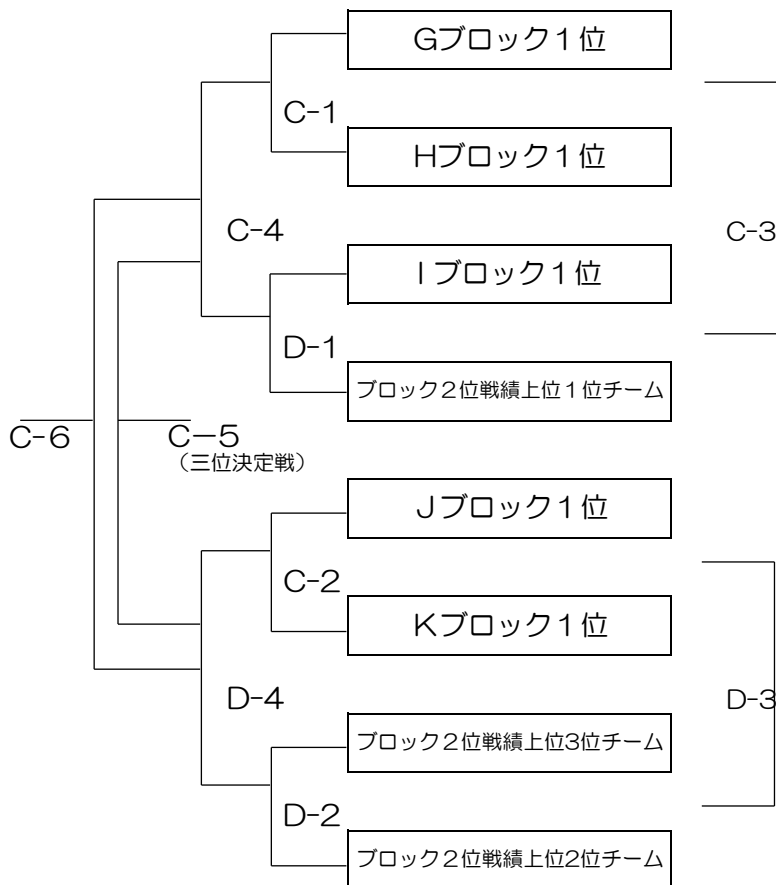 Gブロック１位
C-1
Hブロック１位
C-4
C-3
Iブロック１位
D-1
ブロック２位戦績上位１位チーム
C-6
C－5
（三位決定戦）
Jブロック１位
C-2
Kブロック１位
D-4
D-3
ブロック２位戦績上位3位チーム
D-2
ブロック２位戦績上位2位チーム